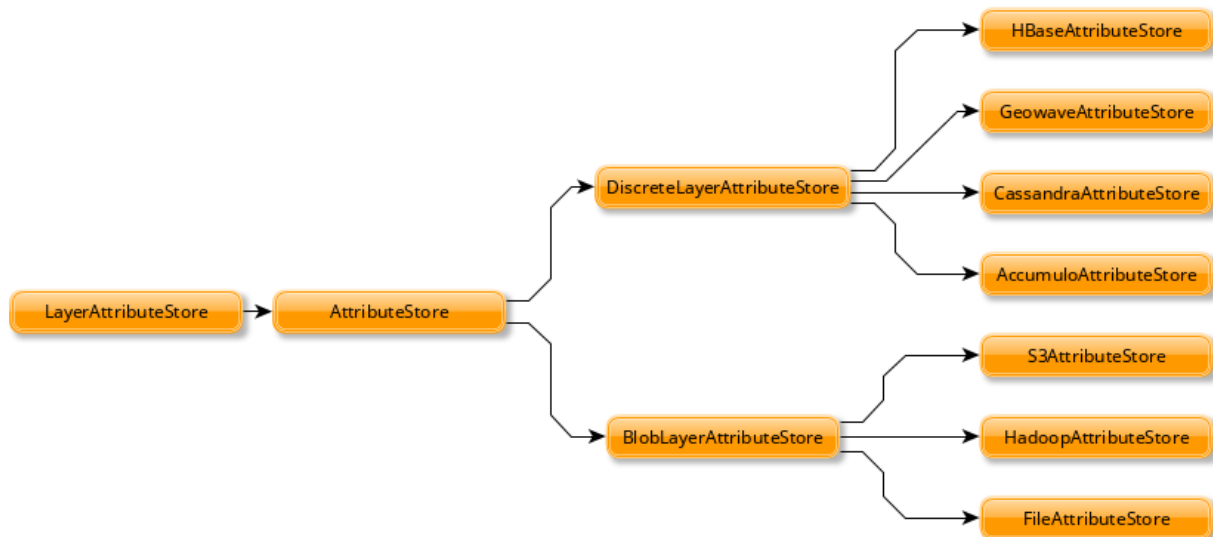 HBaseAttributeStore
GeowaveAttributeStore
DiscreteLayerAttributeStore
CassandraAttributeStore
AccumuloAttributeStore
LayerAttributeStore
AttributeStore
S3AttributeStore
BlobLayerAttributeStore
HadoopAttributeStore
FileAttributeStore